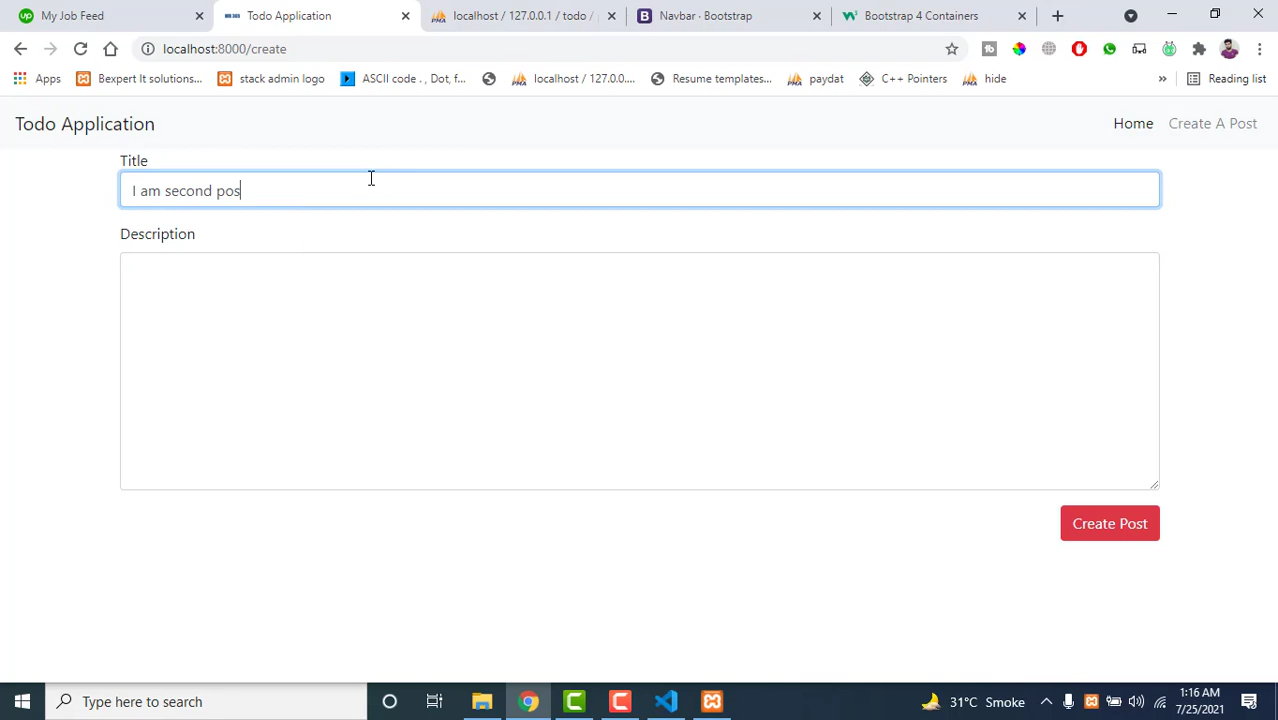 My Job Feed
Todo Application
localhost / 127.0.0.1 / todo /
Navbar · Bootstrap
Bootstrap 4 Containers
localhost:8000/create
Apps
Bexpert It solutions...
stack admin logo
ASCII code . , Dot, f...
localhost / 127.0.0....
Resume templates...
paydat
C++ Pointers
hide
»
Reading list
Todo Application
Home
Create A Post
Title
I am second pos
Description
Create Post
Type here to search
31°C Smoke
1:16 AM
7/25/2021